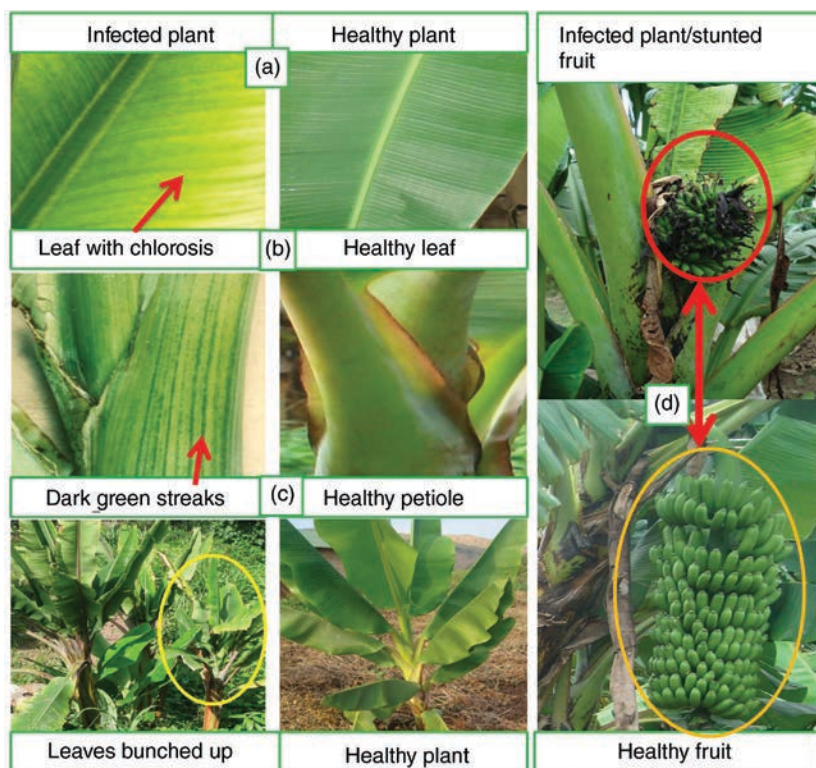 Infected plant
Healthy plant
(a)
Leaf with chlorosis
Healthy leaf
(b)
Dark green streaks
Healthy petiole
(c)
Leaves bunched up
Healthy plant
Infected plant/stunted
fruit
(d)
Healthy fruit